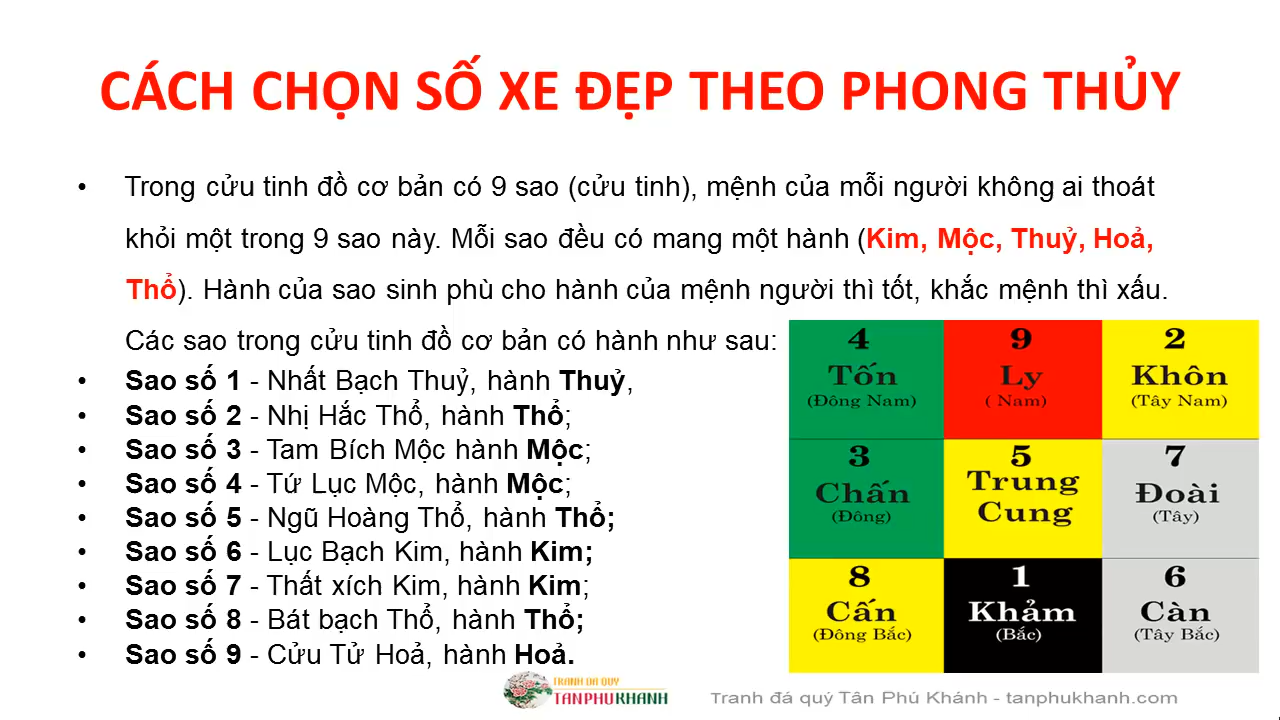 CÁCH CHỌN SỐ XE ĐẸP THEO PHONG THỦY
• Trong cửu tinh đồ cơ bản có 9 sao (cửu tinh), mệnh của mỗi người không ai thoát
khỏi một trong 9 sao này. Mỗi sao đều có mang một hành (Kim, Mộc, Thuỷ, Hoả,
Thổ). Hành của sao sinh phù cho hành của mệnh người thì tốt, khắc mệnh thì xấu.
Các sao trong cửu tinh đồ cơ bản có hành như sau:
• Sao số 1 - Nhất Bạch Thuỷ, hành Thuỷ,
• Sao số 2 - Nhị Hắc Thổ, hành Thổ;
• Sao số 3 - Tam Bích Mộc hành Mộc;
• Sao số 4 - Tứ Lục Mộc, hành Mộc;
• Sao số 5 - Ngũ Hoàng Thổ, hành Thổ;
• Sao số 6 - Lục Bạch Kim, hành Kim;
• Sao số 7 - Thất xích Kim, hành Kim;
• Sao số 8 - Bát bạch Thổ, hành Thổ;
• Sao số 9 - Cửu Tử Hoả, hành Hoả.
4
Tốn
(Đông Nam)
9
Ly
( Nam)
2
Khôn
(Tây Nam)
3
Chấn
(Đông)
5
Trung
Cung
7
Đoài
(Tây)
8
Cấn
(Đông Bắc)
1
Khảm
(Bắc)
6
Càn
(Tây Bắc)
TRANH ĐÁ QUÝ
TANPHUKHANH
Tranh đá quý Tân Phú Khánh - tanphukhanh.com